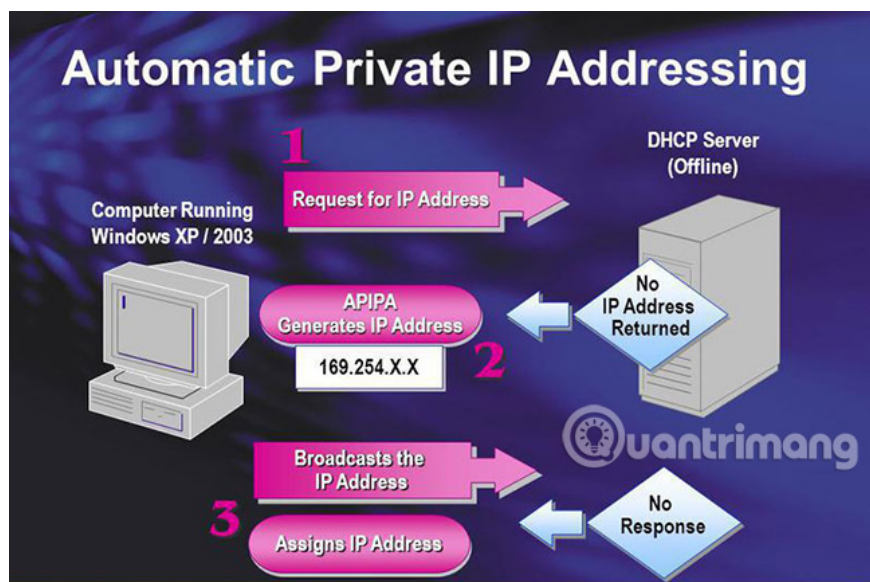 Automatic Private IP Addressing
1
Request for IP Address
DHCP Server
(Offline)
Computer Running
Windows XP / 2003
No
IP Address
Returned
APIPA
Generates IP Address
169.254.X.X
2
Quantrimang
Broadcasts the
IP Address
No
Response
3
Assigns IP Address